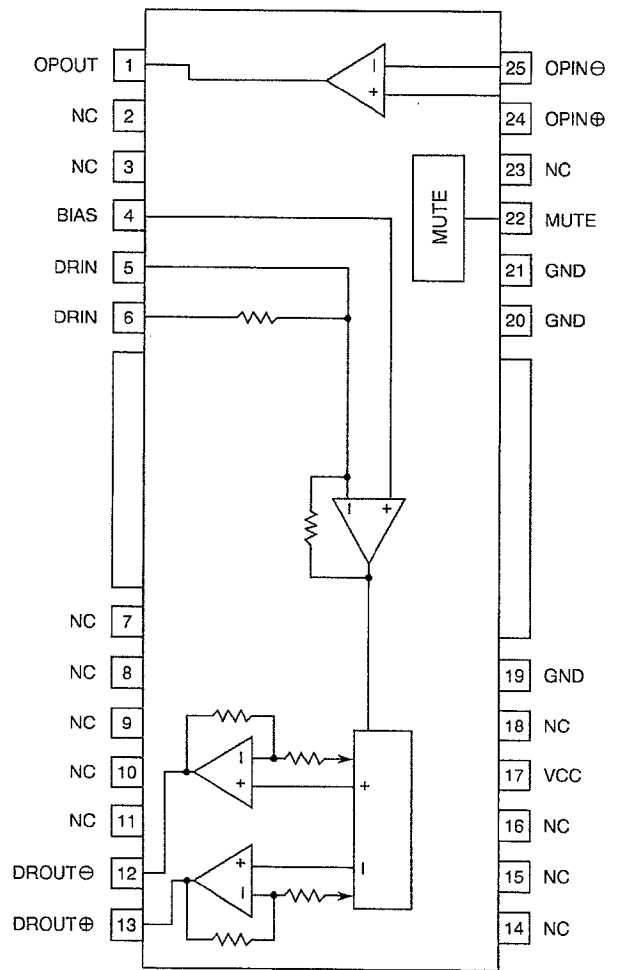 OPOUT 1
NC 2
NC 3
BIAS 4
DRIN 5
DRIN 6
NC 7
NC 8
NC 9
NC 10
NC 11
DROUT⊖ 12
DROUT⊕ 13
25 OPIN⊖
24 OPIN⊕
23 NC
22 MUTE
21 GND
20 GND
19 GND
18 NC
17 VCC
16 NC
15 NC
14 NC
MUTE
− +
− +
− +
+ −
+ −